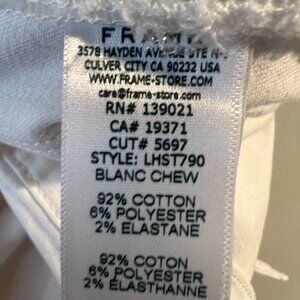 FRAME
3578 HAYDEN AVENUE STE N-
CULVER CITY CA 90232 USA
WWW.FRAME-STORE.COM
care@frame-store.com
RN# 139021
CA# 19371
CUT# 5697
STYLE: LHST790
BLANC CHEW
92% COTTON
6% POLYESTER
2% ELASTANE
92% COTON
6% POLYESTER
2% ÉLASTHANNE